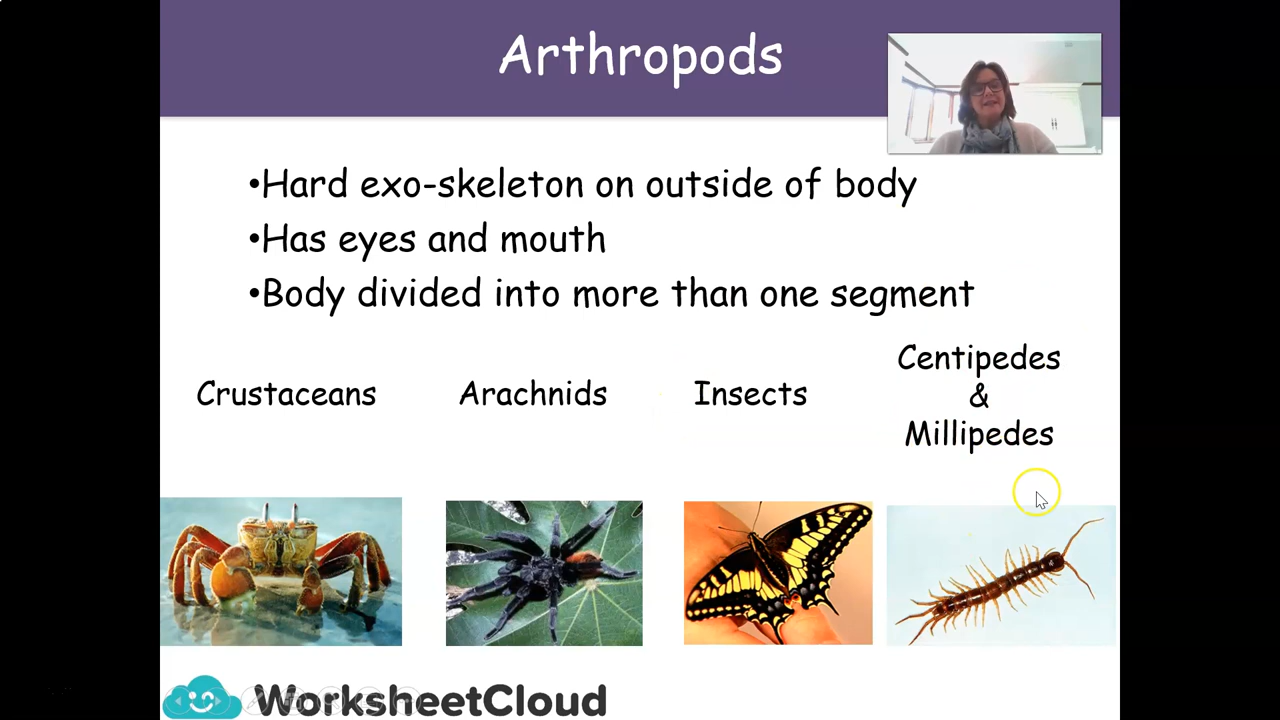 Arthropods
•Hard exo-skeleton on outside of body
•Has eyes and mouth
•Body divided into more than one segment
Crustaceans
Arachnids
Insects
Centipedes
&
Millipedes
WorksheetCloud